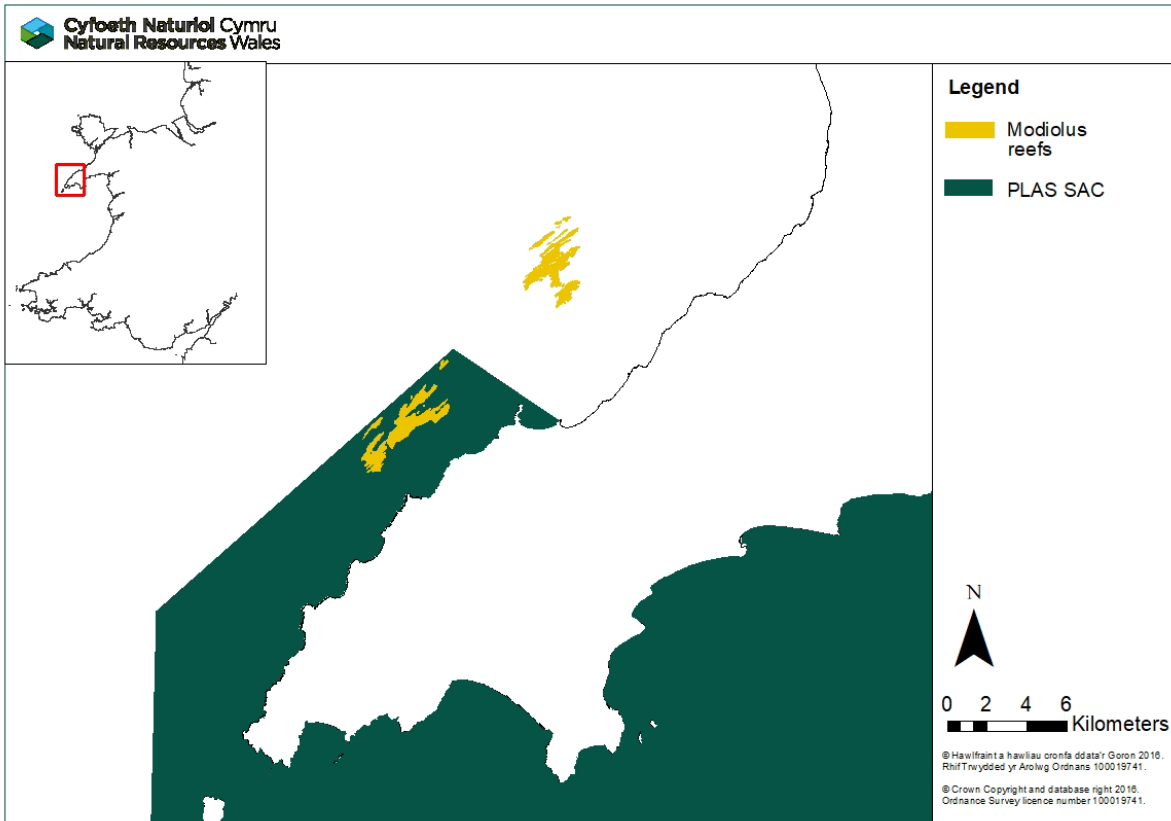 Cyfoeth Naturiol Cymru
Natural Resources Wales
Legend
Modiolus
reefs
PLAS SAC
N
0 2 4 6
Kilometers
© Hawlfraint a hawliau cronfa ddata'r Goron 2016.
Rhif Trwydded yr Arolwg Ordnans 100019741.
© Crown Copyright and database right 2016.
Ordnance Survey licence number 100019741.